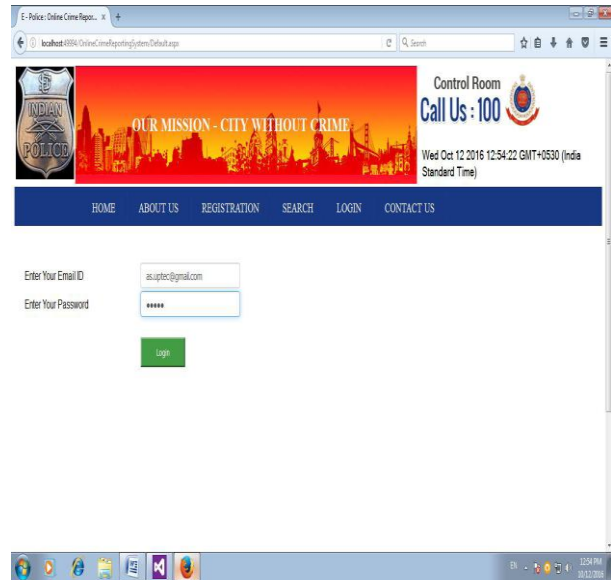 E - Police : Online Crime Repor... x +
localhost:49994/OnlineCrimeReportingSystem/Default.aspx
Search
INDIAN
POLICE
OUR MISSION - CITY WITHOUT CRIME
Control Room
Call Us : 100
Wed Oct 12 2016 12:54:22 GMT+0530 (India
Standard Time)
HOME ABOUT US REGISTRATION SEARCH LOGIN CONTACT US
Enter Your Email ID
as.uptec@gmail.com
Enter Your Password
•••••
Login
EN
12:54 PM
10/12/2016